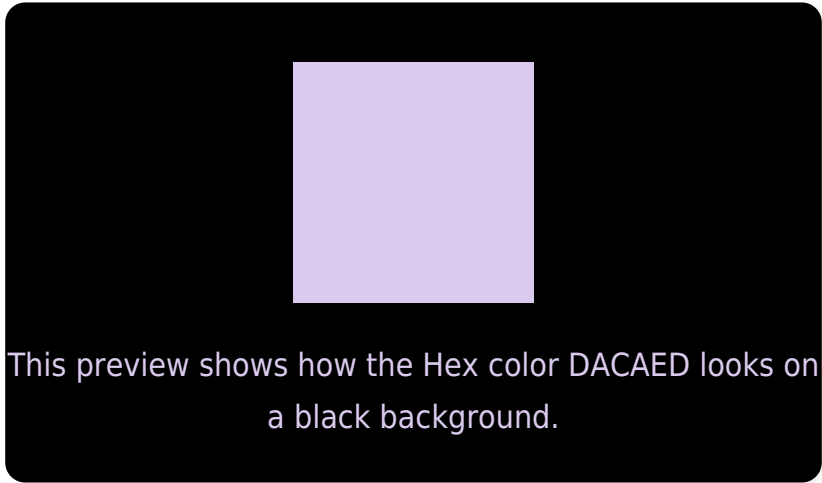 This preview shows how the Hex color DACAED looks on
a black background.